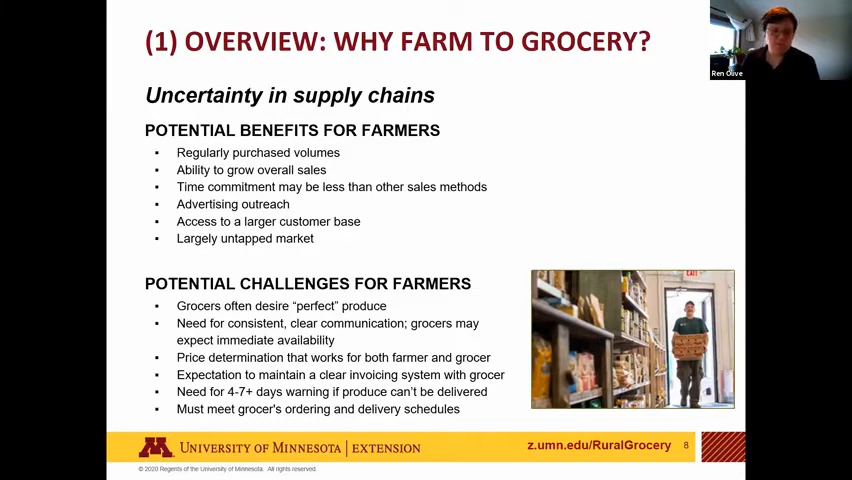 (1) OVERVIEW: WHY FARM TO GROCERY?
Ren Olive
Uncertainty in supply chains
POTENTIAL BENEFITS FOR FARMERS
▪ Regularly purchased volumes
▪ Ability to grow overall sales
▪ Time commitment may be less than other sales methods
▪ Advertising outreach
▪ Access to a larger customer base
▪ Largely untapped market
POTENTIAL CHALLENGES FOR FARMERS
▪ Grocers often desire “perfect” produce
▪ Need for consistent, clear communication; grocers may
expect immediate availability
▪ Price determination that works for both farmer and grocer
▪ Expectation to maintain a clear invoicing system with grocer
▪ Need for 4-7+ days warning if produce can’t be delivered
▪ Must meet grocer's ordering and delivery schedules
EXIT
M UNIVERSITY OF MINNESOTA | EXTENSION
z.umn.edu/RuralGrocery 8
© 2020 Regents of the University of Minnesota. All rights reserved.